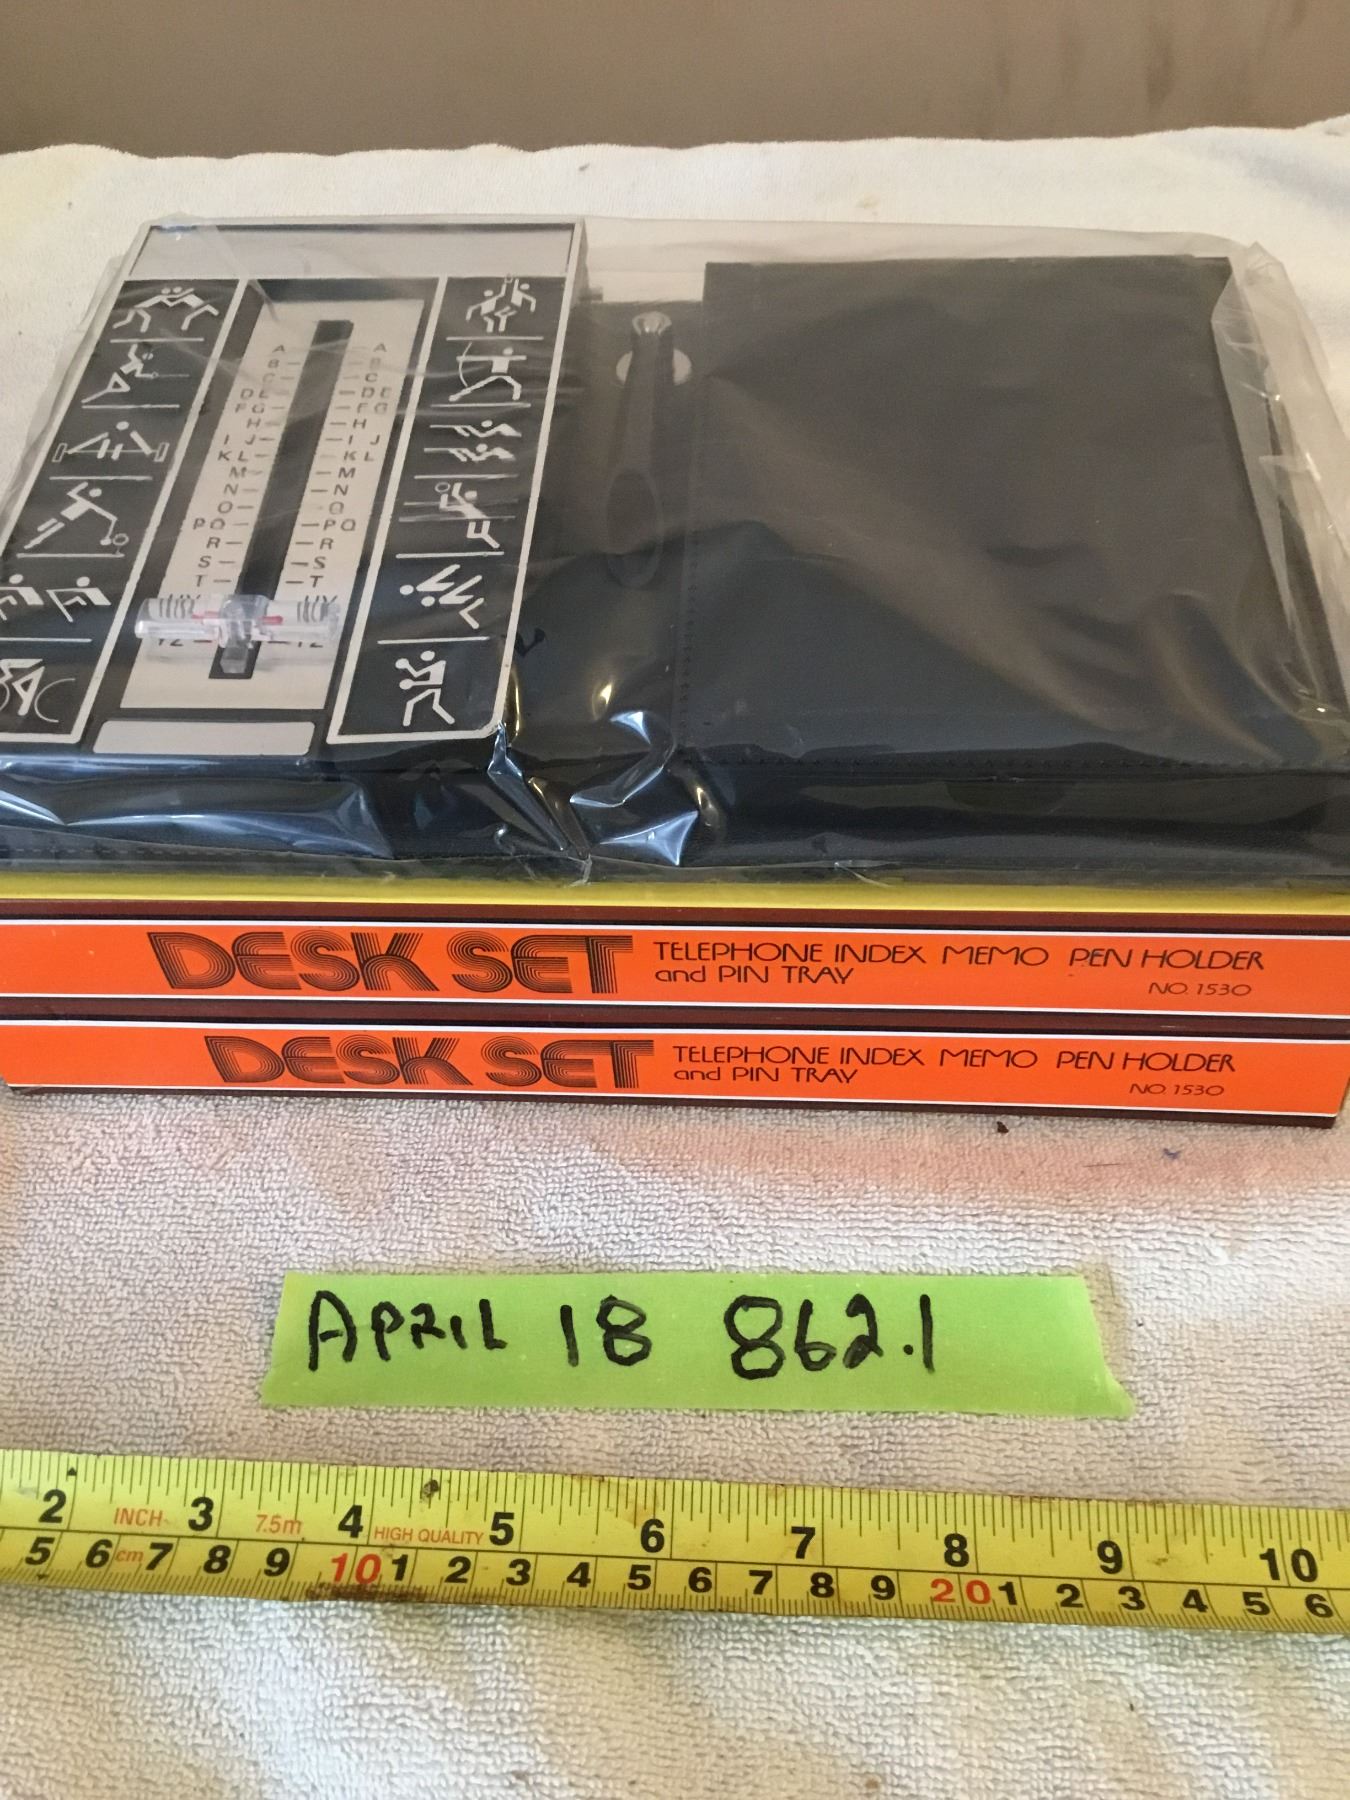 A A
B B
C C
D E D E
F G F G
H H
I J I J
K L K L
M M
N N
O O
P Q P Q
R R
S S
T T
YZ YZ
DESK SET TELEPHONE INDEX MEMO PEN HOLDER
and PIN TRAY
NO. 1530
DESK SET TELEPHONE INDEX MEMO PEN HOLDER
and PIN TRAY
NO. 1530
APRIL 18 862.1
2 INCH 3 7.5m 4 HIGH QUALITY 5 6 7 8 9 10
5 6 cm 7 8 9 10 1 2 3 4 5 6 7 8 9 20 1 2 3 4 5 6